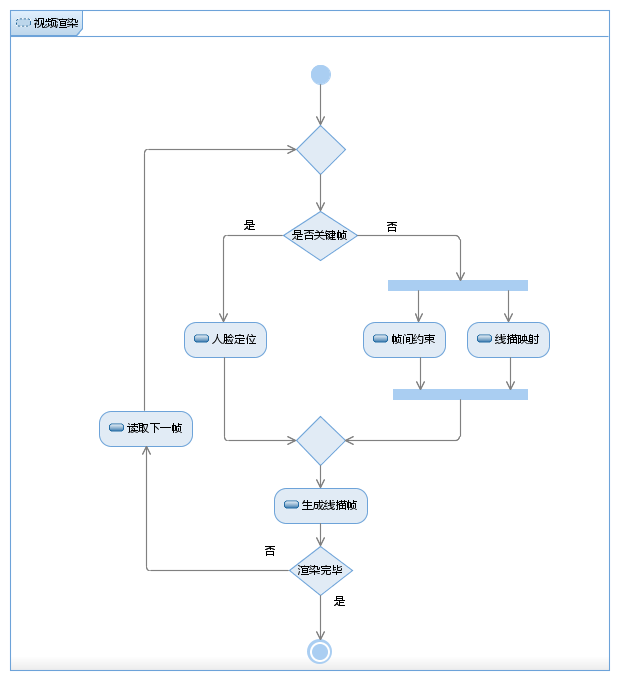 视频渲染
是否关键帧
是
否
人脸定位
帧间约束
线描映射
读取下一帧
生成线描帧
否
渲染完毕
是